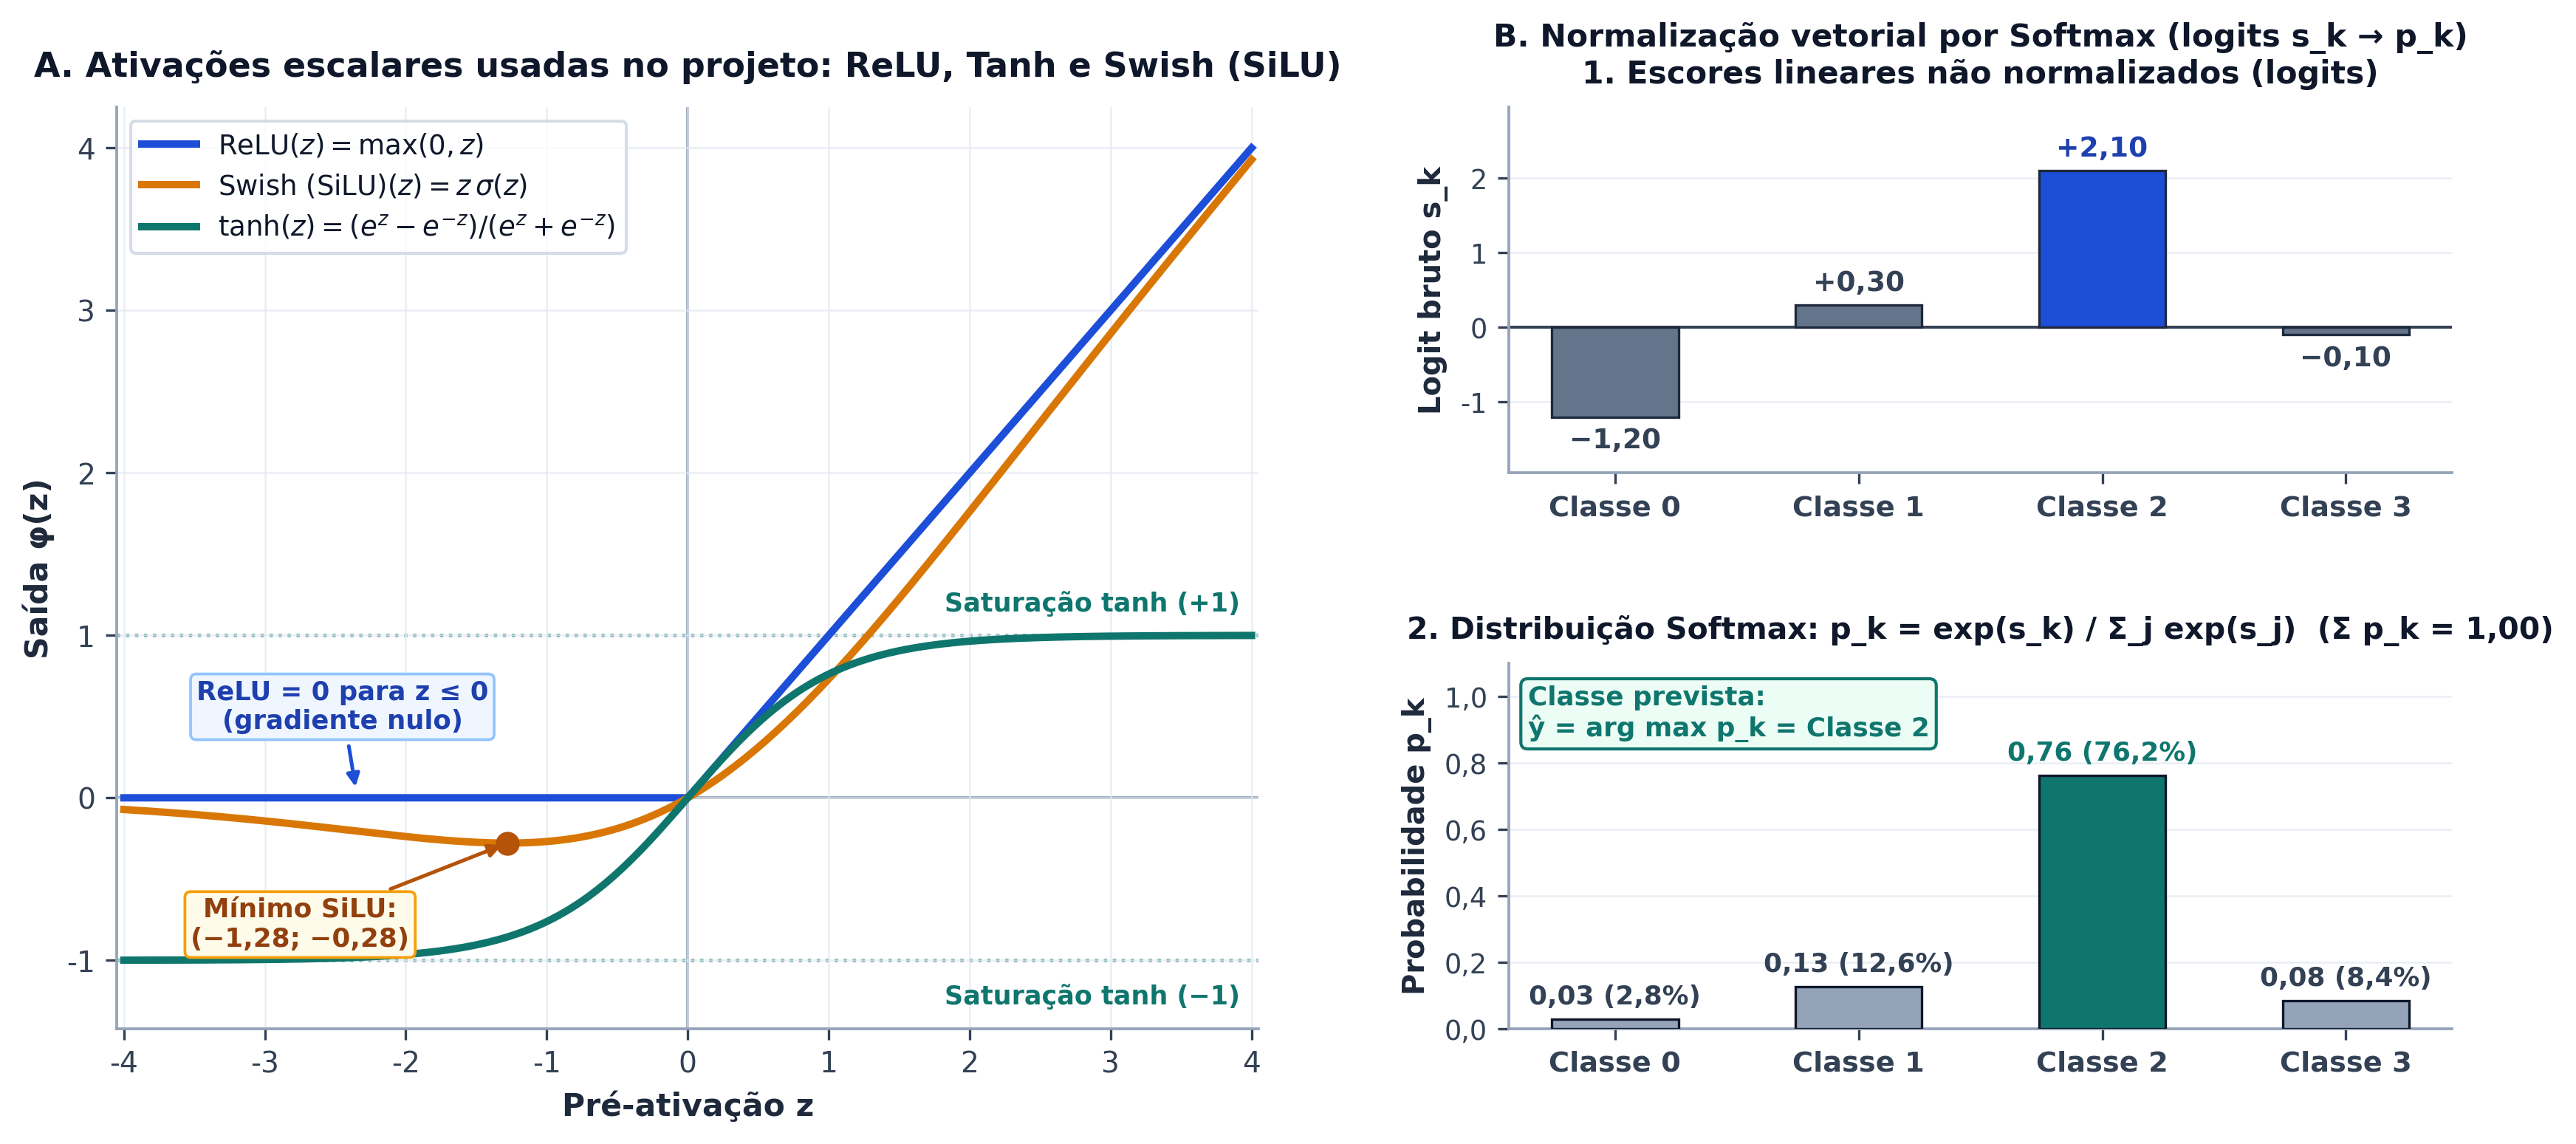 A. Ativações escalares usadas no projeto: ReLU, Tanh e Swish (SiLU)
ReLU(z) = max(0, z)
Swish (SiLU)(z) = z σ(z)
tanh(z) = (e^z − e^{−z})/(e^z + e^{−z})
Saída φ(z)
4
3
2
1
0
-1
Saturação tanh (+1)
ReLU = 0 para z ≤ 0
(gradiente nulo)
Mínimo SiLU:
(−1,28; −0,28)
Saturação tanh (−1)
-4 -3 -2 -1 0 1 2 3 4
Pré-ativação z
B. Normalização vetorial por Softmax (logits s_k → p_k)
1. Escores lineares não normalizados (logits)
Logit bruto s_k
2
1
0
-1
−1,20
+0,30
+2,10
−0,10
Classe 0 Classe 1 Classe 2 Classe 3
2. Distribuição Softmax: p_k = exp(s_k) / Σ_j exp(s_j) (Σ p_k = 1,00)
Probabilidade p_k
1,0
0,8
0,6
0,4
0,2
0,0
Classe prevista:
ŷ = arg max p_k = Classe 2
0,03 (2,8%)
0,13 (12,6%)
0,76 (76,2%)
0,08 (8,4%)
Classe 0 Classe 1 Classe 2 Classe 3